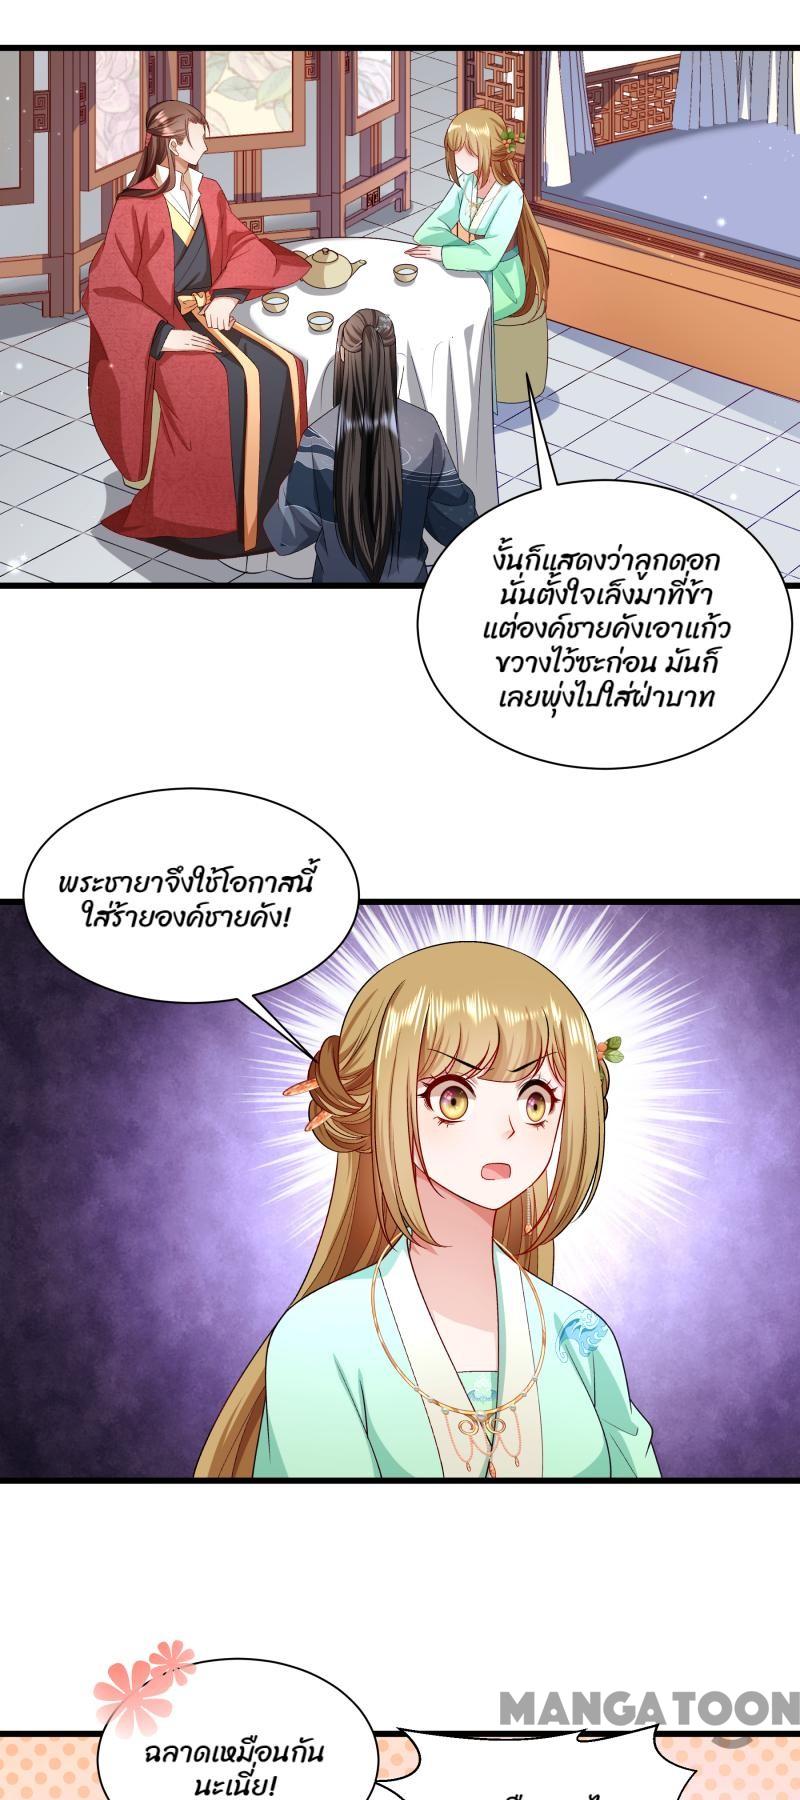 งั้นก็แสดงว่าลูกดอก
นั่นตั้งใจเล็งมาที่ข้า
แต่องค์ชายคังเอาแก้ว
ขวางไว้ซะก่อน มันก็
เลยพุ่งไปใส่ฝ่าบาท
พระชายาจึงใช้โอกาสนี้
ใส่ร้ายองค์ชายคัง!
MANGATOON
ฉลาดเหมือนกัน
นะเนี่ย!